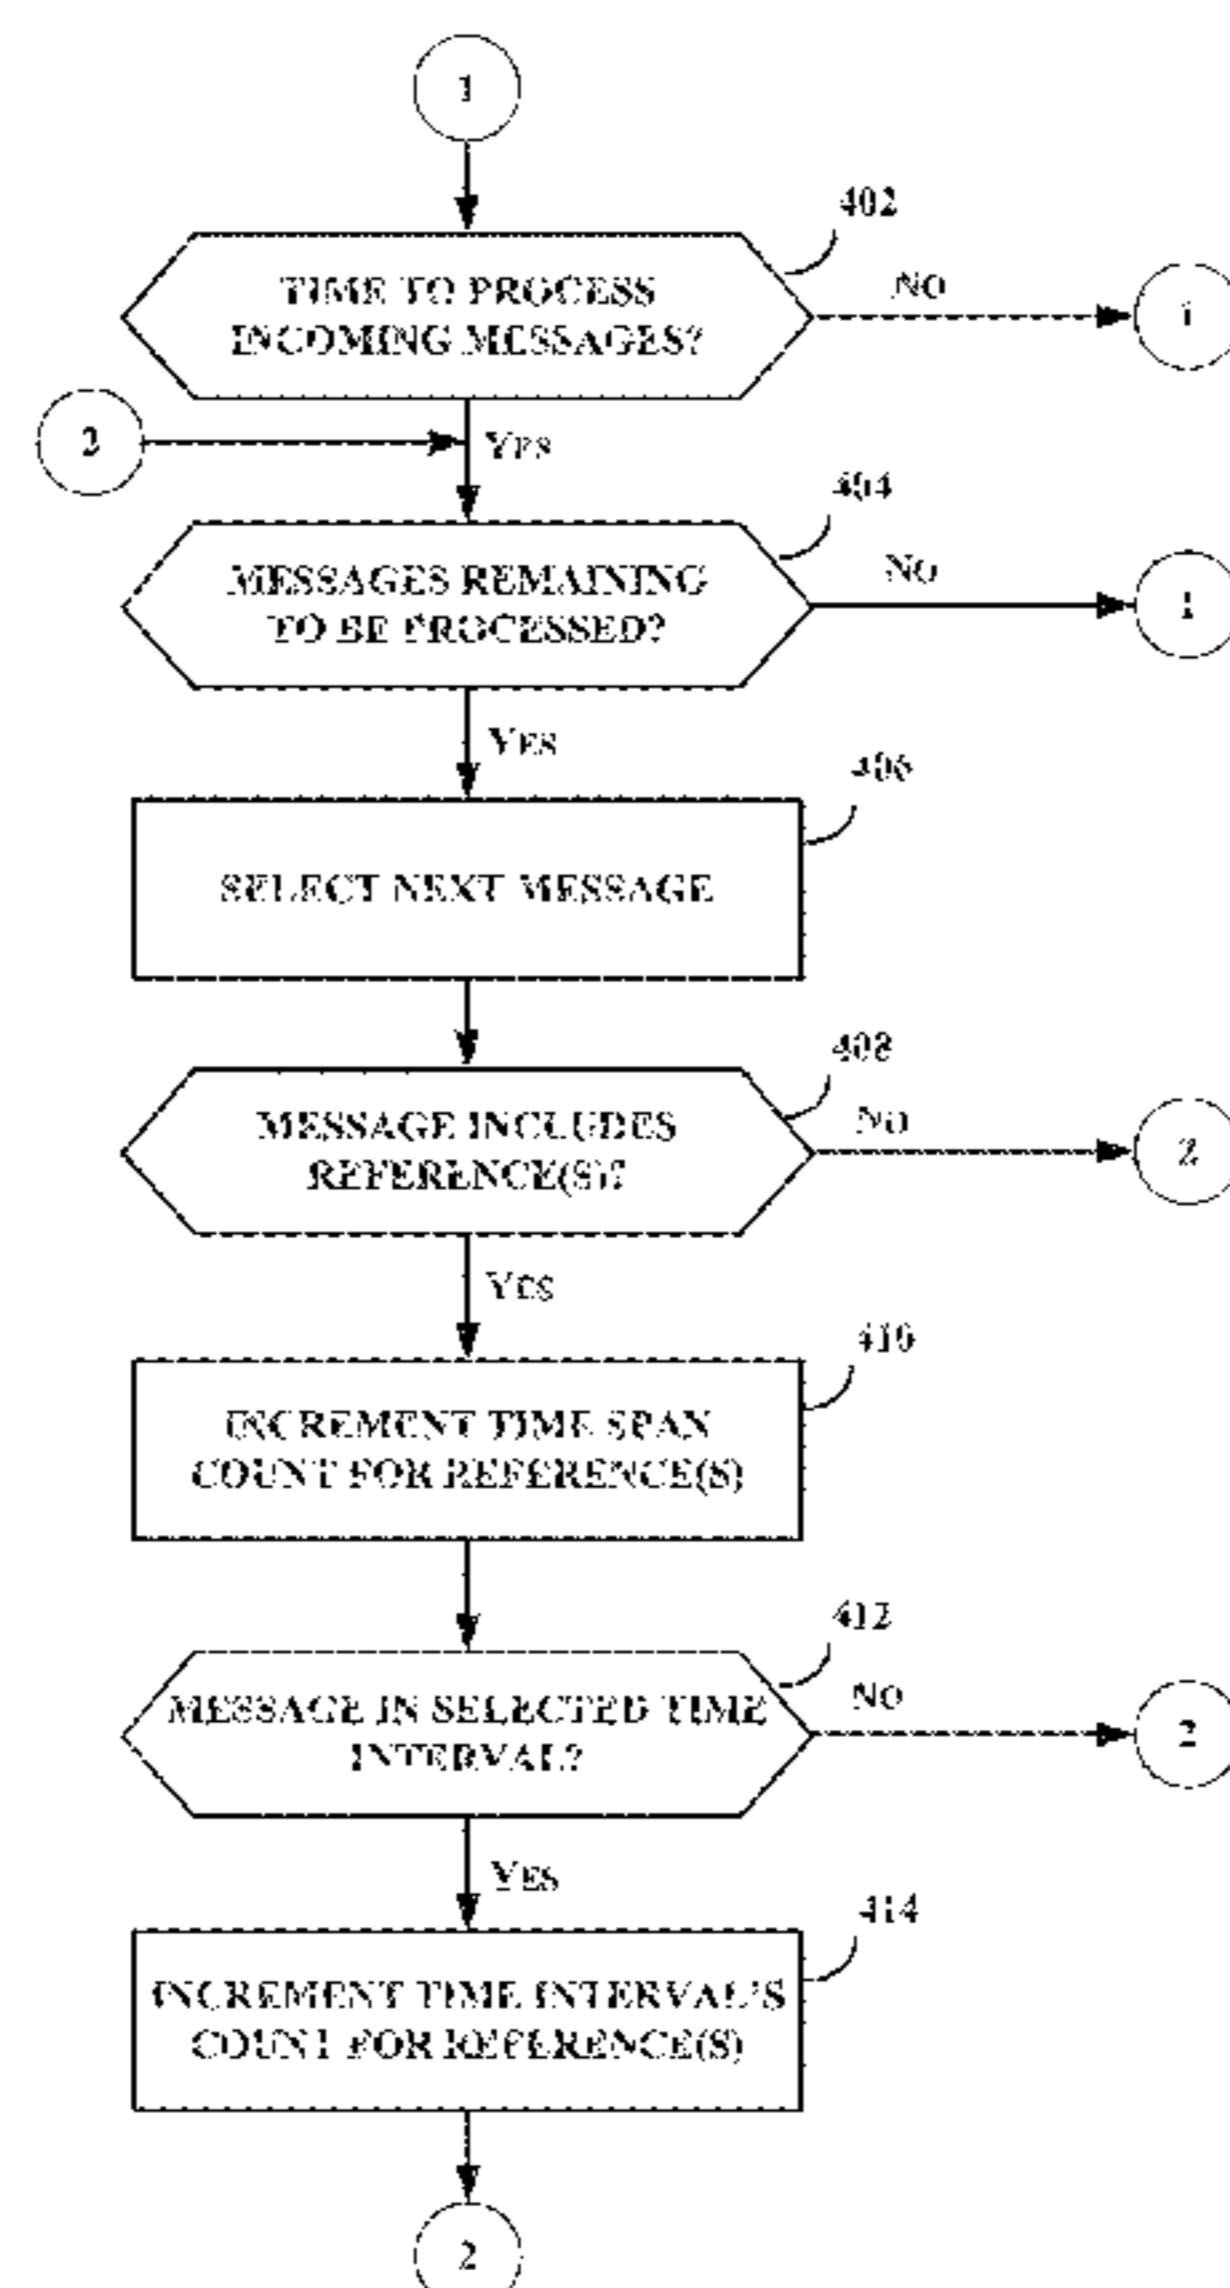 1
402
TIME TO PROCESS
INCOMING MESSAGES?
NO
1
2
YES
404
MESSAGES REMAINING
TO BE PROCESSED?
NO
1
YES
406
SELECT NEXT MESSAGE
408
MESSAGE INCLUDES
REFERENCE(S)?
NO
2
YES
410
INCREMENT TIME SPAN
COUNT FOR REFERENCE(S)
412
MESSAGE IN SELECTED TIME
INTERVAL?
NO
2
YES
414
INCREMENT TIME INTERVAL'S
COUNT FOR REFERENCE(S)
2